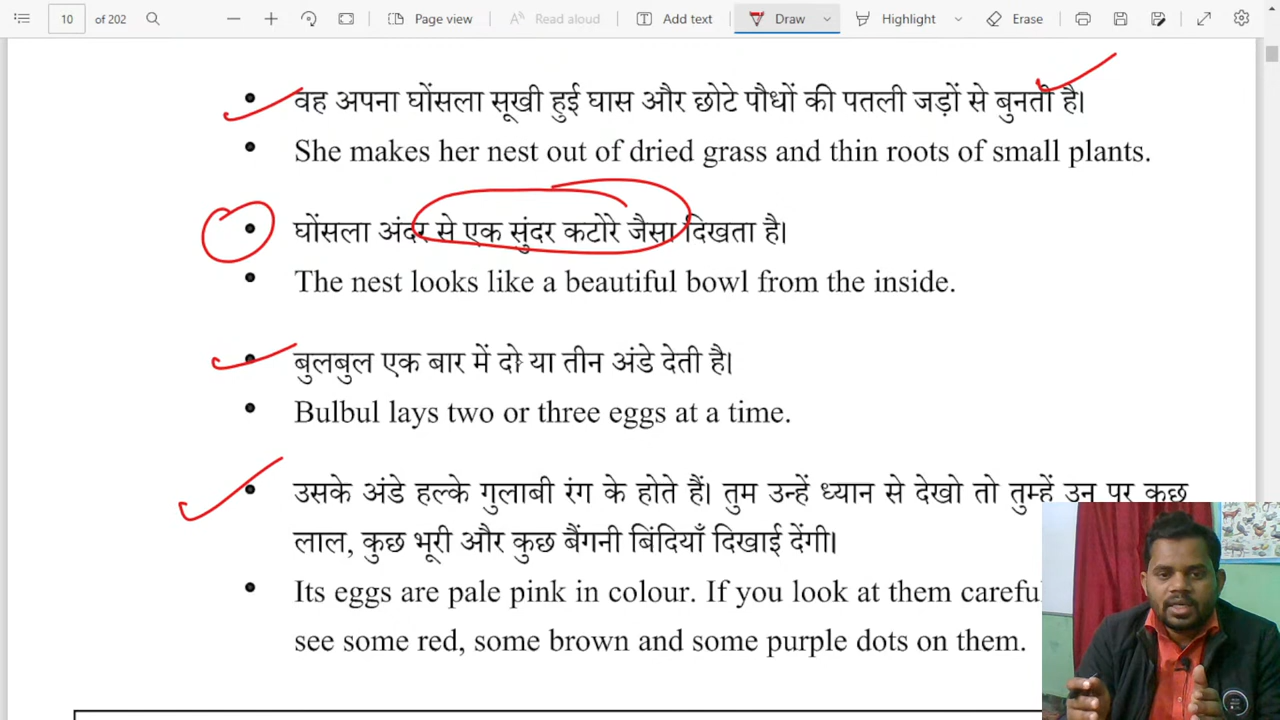 10 of 202 Page view Read aloud Add text Draw Highlight Erase
वह अपना घोंसला सूखी हुई घास और छोटे पौधों की पतली जड़ों से बुनती है।
She makes her nest out of dried grass and thin roots of small plants.
घोंसला अंदर से एक सुंदर कटोरे जैसा दिखता है।
The nest looks like a beautiful bowl from the inside.
बुलबुल एक बार में दो या तीन अंडे देती है।
Bulbul lays two or three eggs at a time.
उसके अंडे हल्के गुलाबी रंग के होते हैं। तुम उन्हें ध्यान से देखो तो तुम्हें उन पर कुछ
लाल, कुछ भूरी और कुछ बैंगनी बिंदियाँ दिखाई देंगी।
Its eggs are pale pink in colour. If you look at them
see some red, some brown and some purple dots on them.